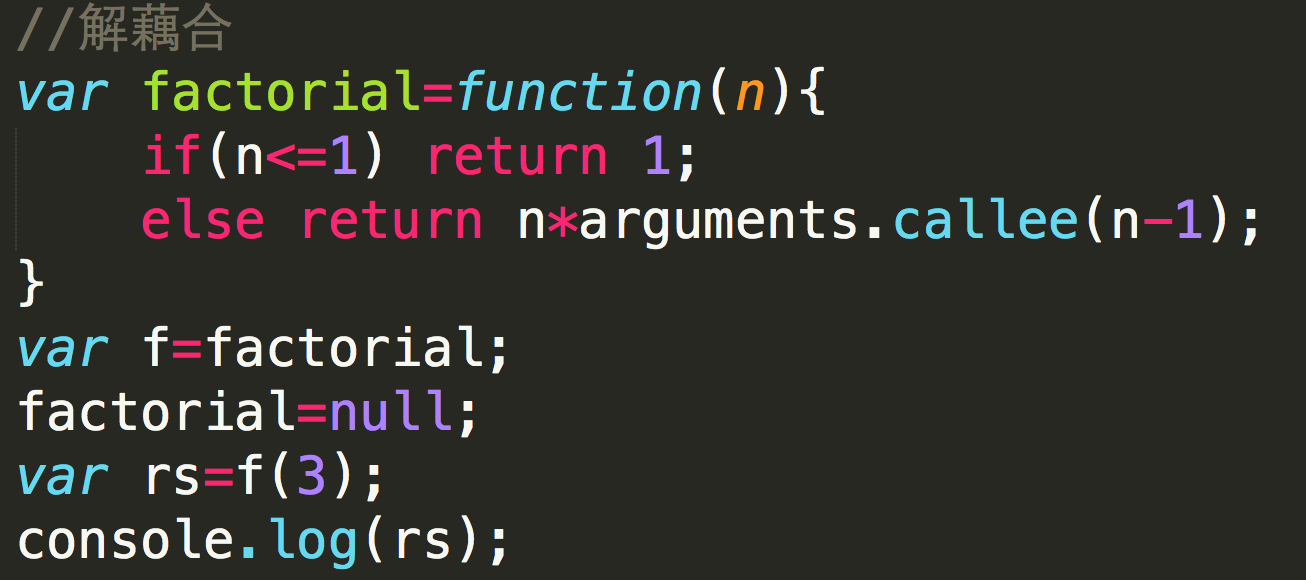 //解藕合
var factorial=function(n){
    if(n<=1) return 1;
    else return n*arguments.callee(n-1);
}
var f=factorial;
factorial=null;
var rs=f(3);
console.log(rs);